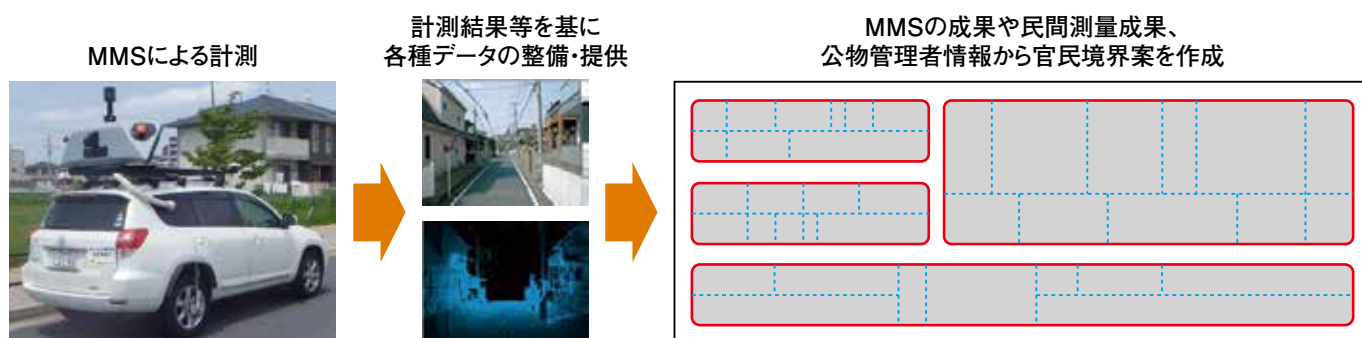 MMSによる計測
計測結果等を基に
各種データの整備・提供
MMSの成果や民間測量成果、
公物管理者情報から官民境界案を作成